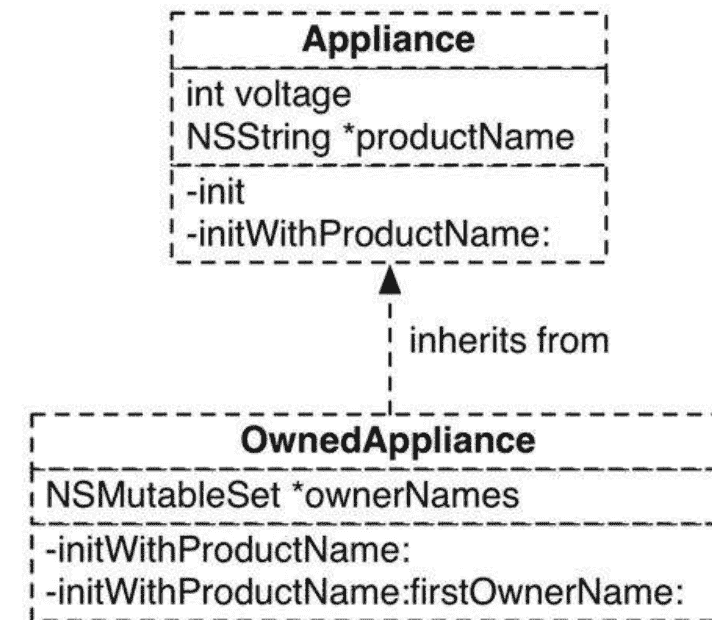 Appliance
int voltage
NSString *productName
-init
-initWithProductName:
inherits from
OwnedAppliance
NSMutableSet *ownerNames
-initWithProductName:
-initWithProductName:firstOwnerName: